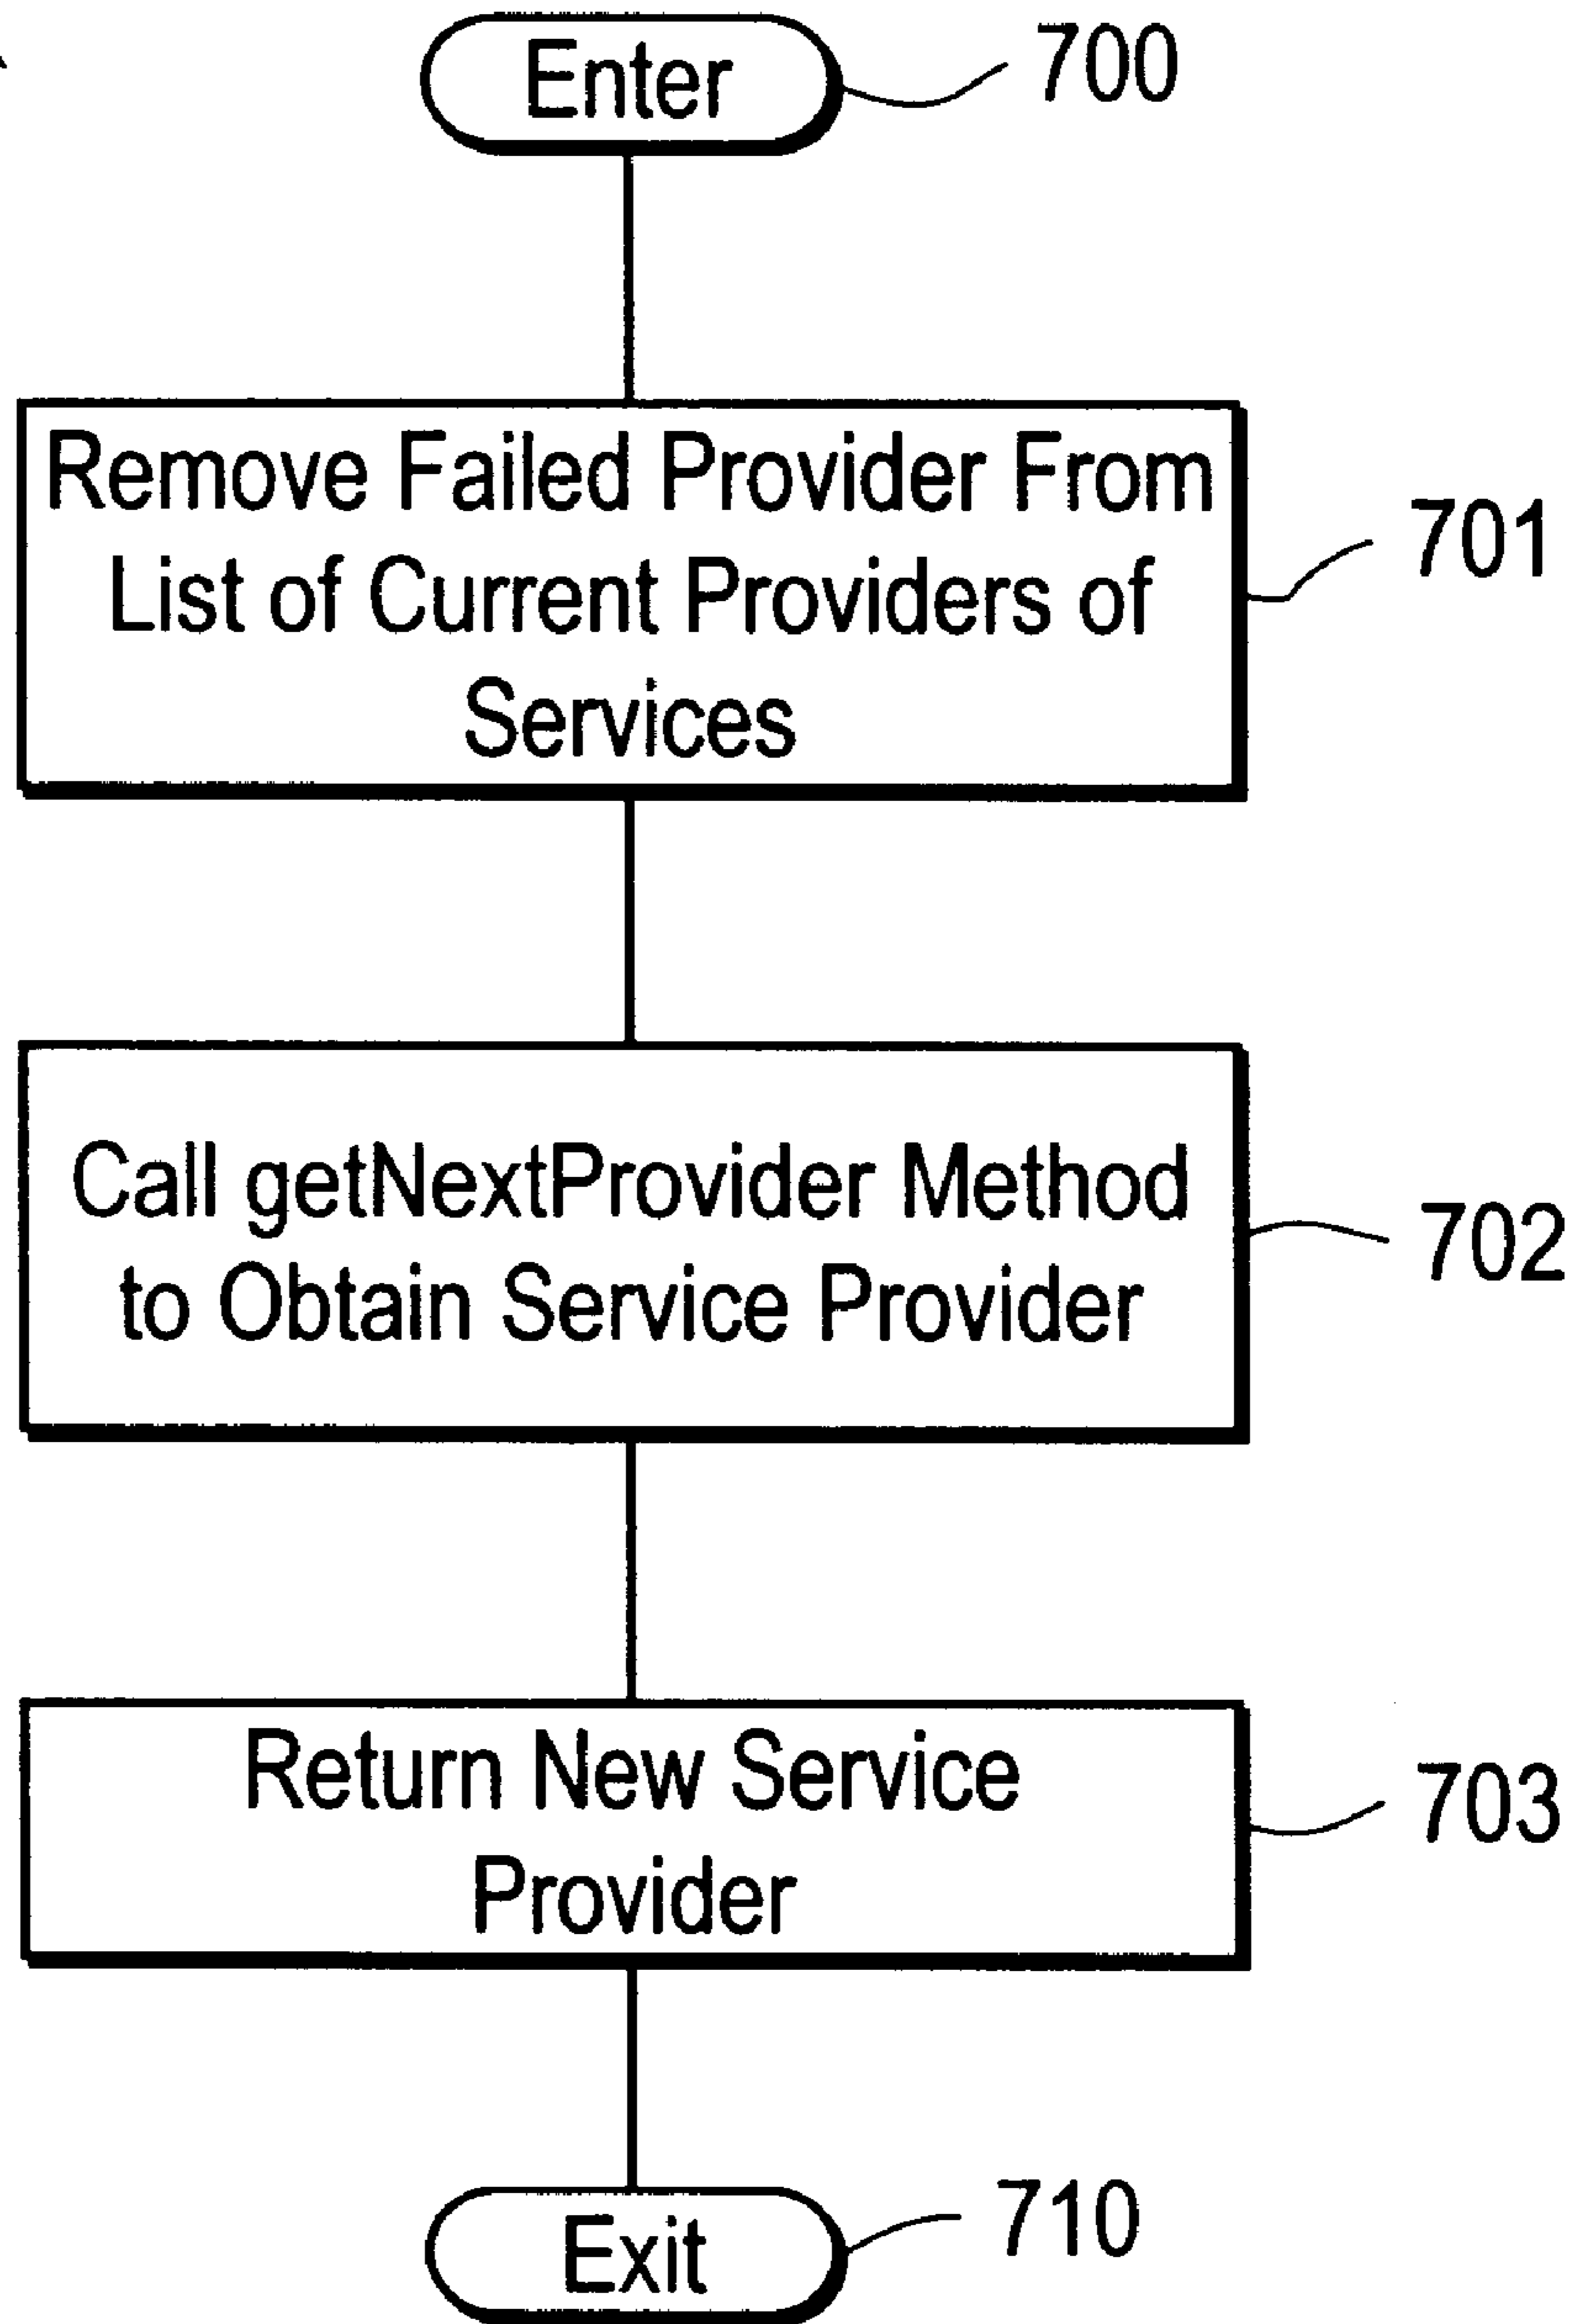 Enter
700
Remove Failed Provider From
List of Current Providers of
Services
701
Call getNextProvider Method
to Obtain Service Provider
702
Return New Service
Provider
703
Exit
710